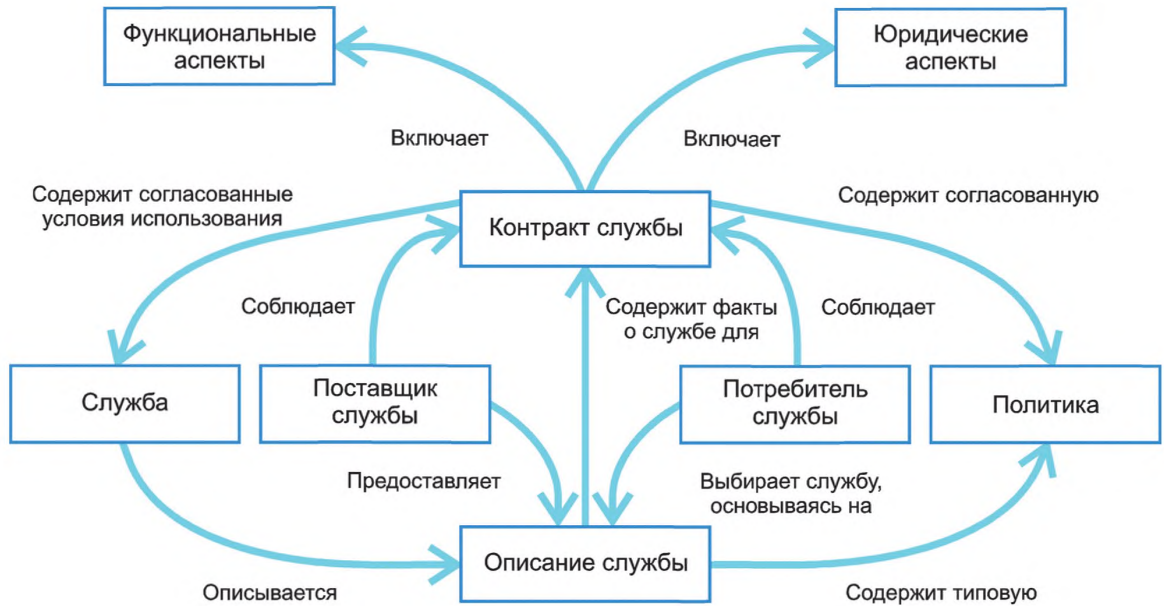 Функциональные
аспекты
Юридические
аспекты
Включает
Включает
Содержит согласованные
условия использования
Содержит согласованную
Контракт службы
Соблюдает
Содержит факты
о службе для
Соблюдает
Служба
Поставщик
службы
Потребитель
службы
Политика
Предоставляет
Выбирает службу,
основываясь на
Описание службы
Описывается
Содержит типовую